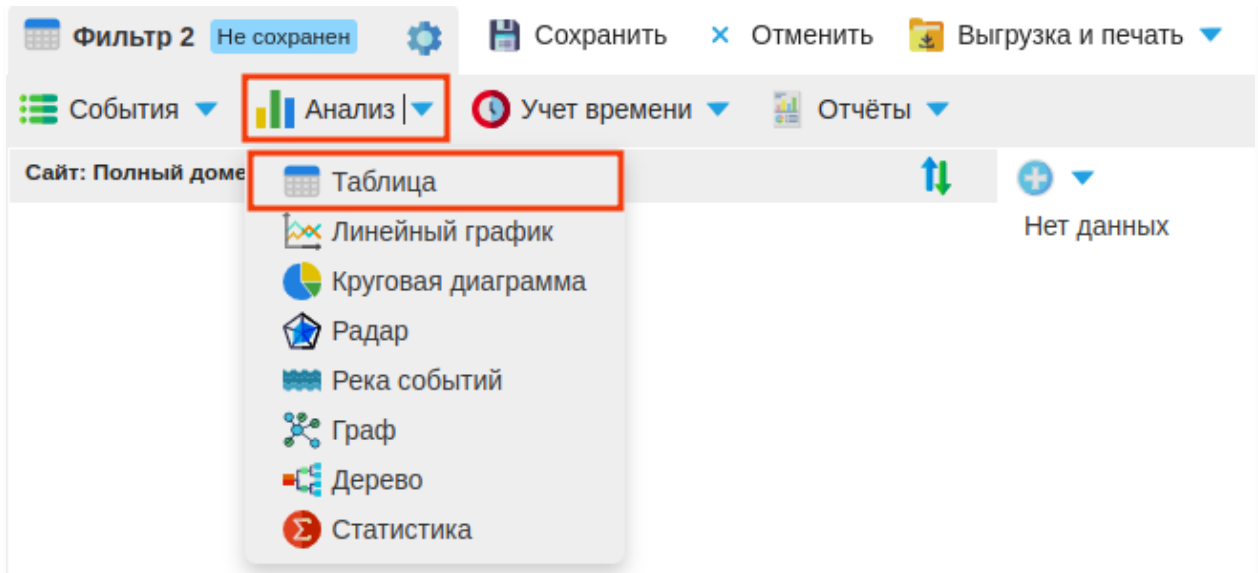 Фильтр 2 Не сохранен Сохранить Отменить Выгрузка и печать
События Анализ Учет времени Отчёты
Сайт: Полный доме
Таблица
Линейный график
Нет данных
Круговая диаграмма
Радар
Река событий
Граф
Дерево
Статистика